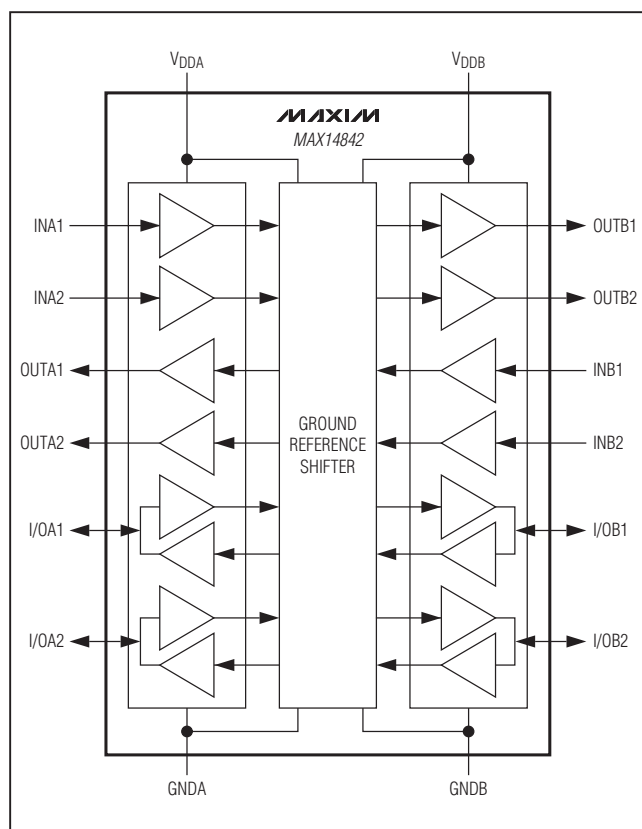 VDDA VDDB
MAXIM
MAX14842
INA1 OUTB1
INA2 OUTB2
OUTA1 INB1
OUTA2 INB2
GROUND
REFERENCE
SHIFTER
I/OA1 I/OB1
I/OA2 I/OB2
GNDA GNDB